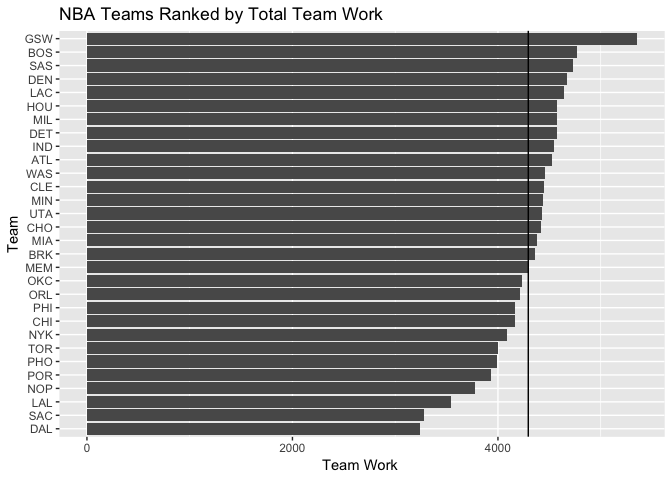 NBA Teams Ranked by Total Team Work
GSW
BOS
SAS
DEN
LAC
HOU
MIL
DET
IND
ATL
WAS
CLE
MIN
UTA
CHO
MIA
BRK
MEM
OKC
ORL
PHI
CHI
NYK
TOR
PHO
POR
NOP
LAL
SAC
DAL
Team
0 2000 4000
Team Work